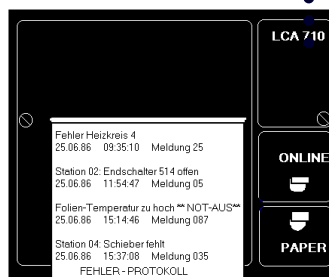 LCA 710
Fehler Heizkreis 4
25.06.86 09:35:10 Meldung 25
Station 02: Endschalter 514 offen
25.06.86 11:54:47 Meldung 05
Folien-Temperatur zu hoch *** NOT-AUS***
25.06.86 15:14:46 Meldung 087
Station 04: Schieber fehlt
25.06.86 15:37:08 Meldung 035
FEHLER - PROTOKOLL
ONLINE
PAPER